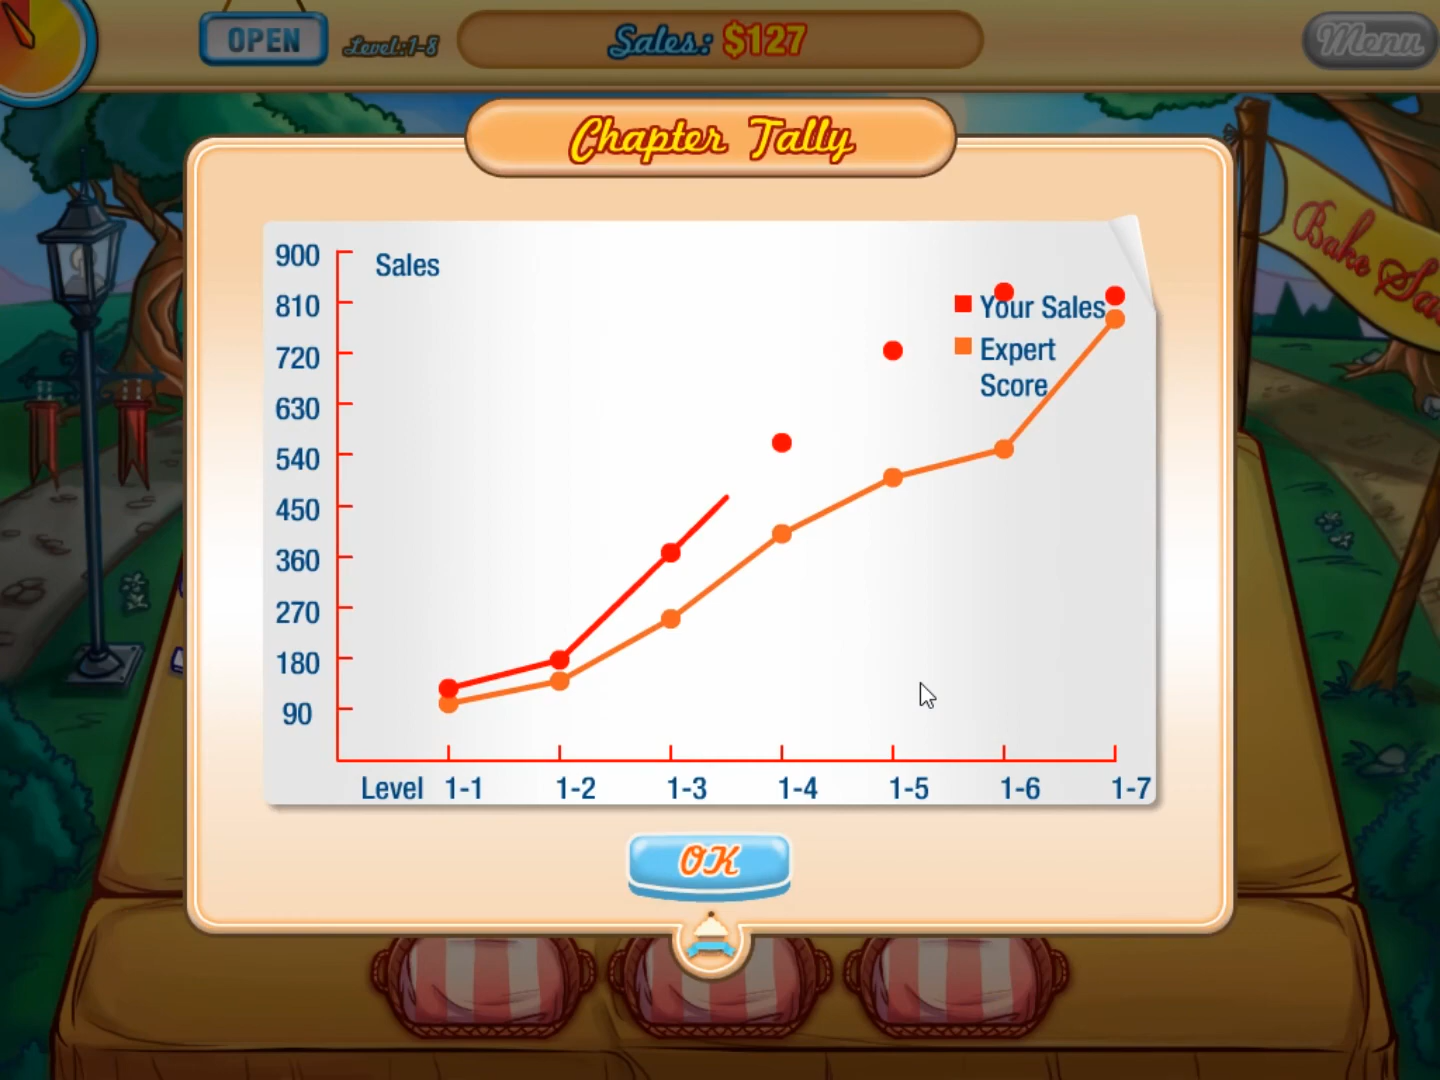 OPEN
Level:1-8
Sales: $127
Menu
Chapter Tally
Bake Sa
900
Sales
810
Your Sales
720
Expert
Score
630
540
450
360
270
180
90
Level 1-1 1-2 1-3 1-4 1-5 1-6 1-7
OK